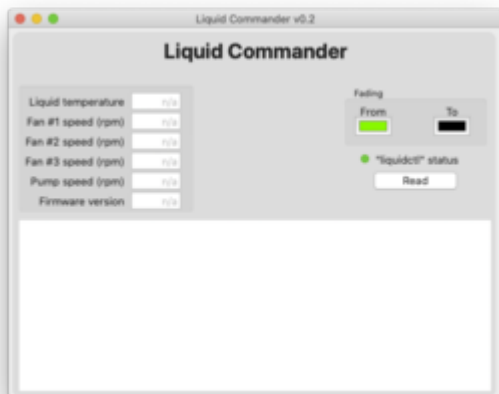 Liquid Commander v0.2
Liquid Commander
Liquid temperature n/a
Fan #1 speed (rpm) n/a
Fan #2 speed (rpm) n/a
Fan #3 speed (rpm) n/a
Pump speed (rpm) n/a
Firmware version n/a
Fading
From To
"liquidctl" status
Read